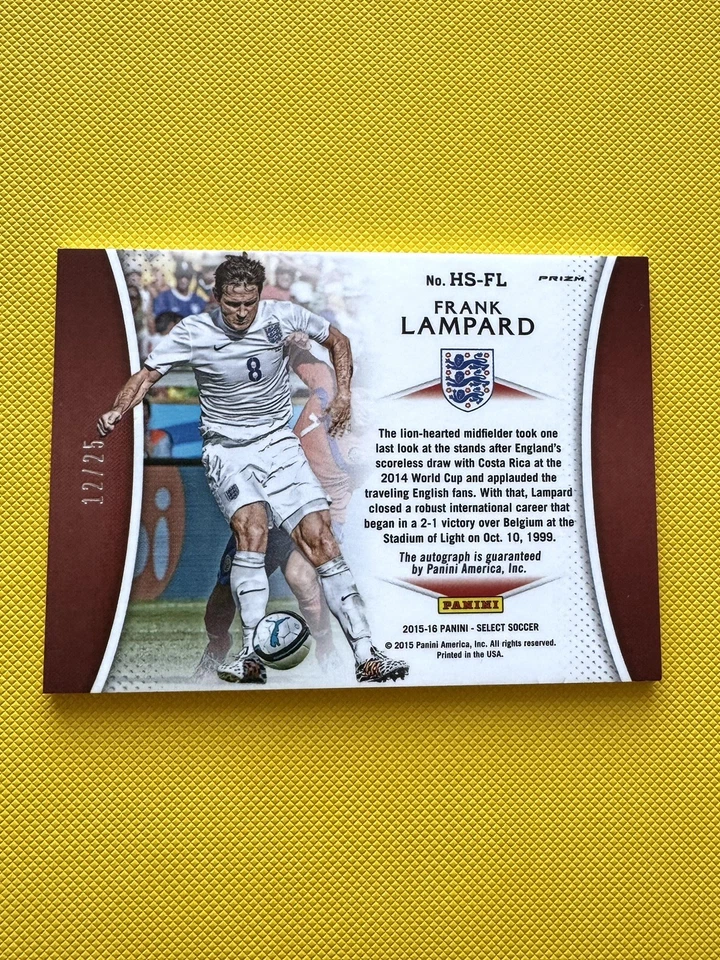 No. HS-FL
PRIZM
FRANK
LAMPARD
8
7
12/25
The lion-hearted midfielder took one
last look at the stands after England's
scoreless draw with Costa Rica at the
2014 World Cup and applauded the
traveling English fans. With that, Lampard
closed a robust international career that
began in a 2-1 victory over Belgium at the
Stadium of Light on Oct. 10, 1999.
The autograph is guaranteed
by Panini America, Inc.
PANINI
2015-16 PANINI - SELECT SOCCER
© 2015 Panini America, Inc. All rights reserved.
Printed in the USA.